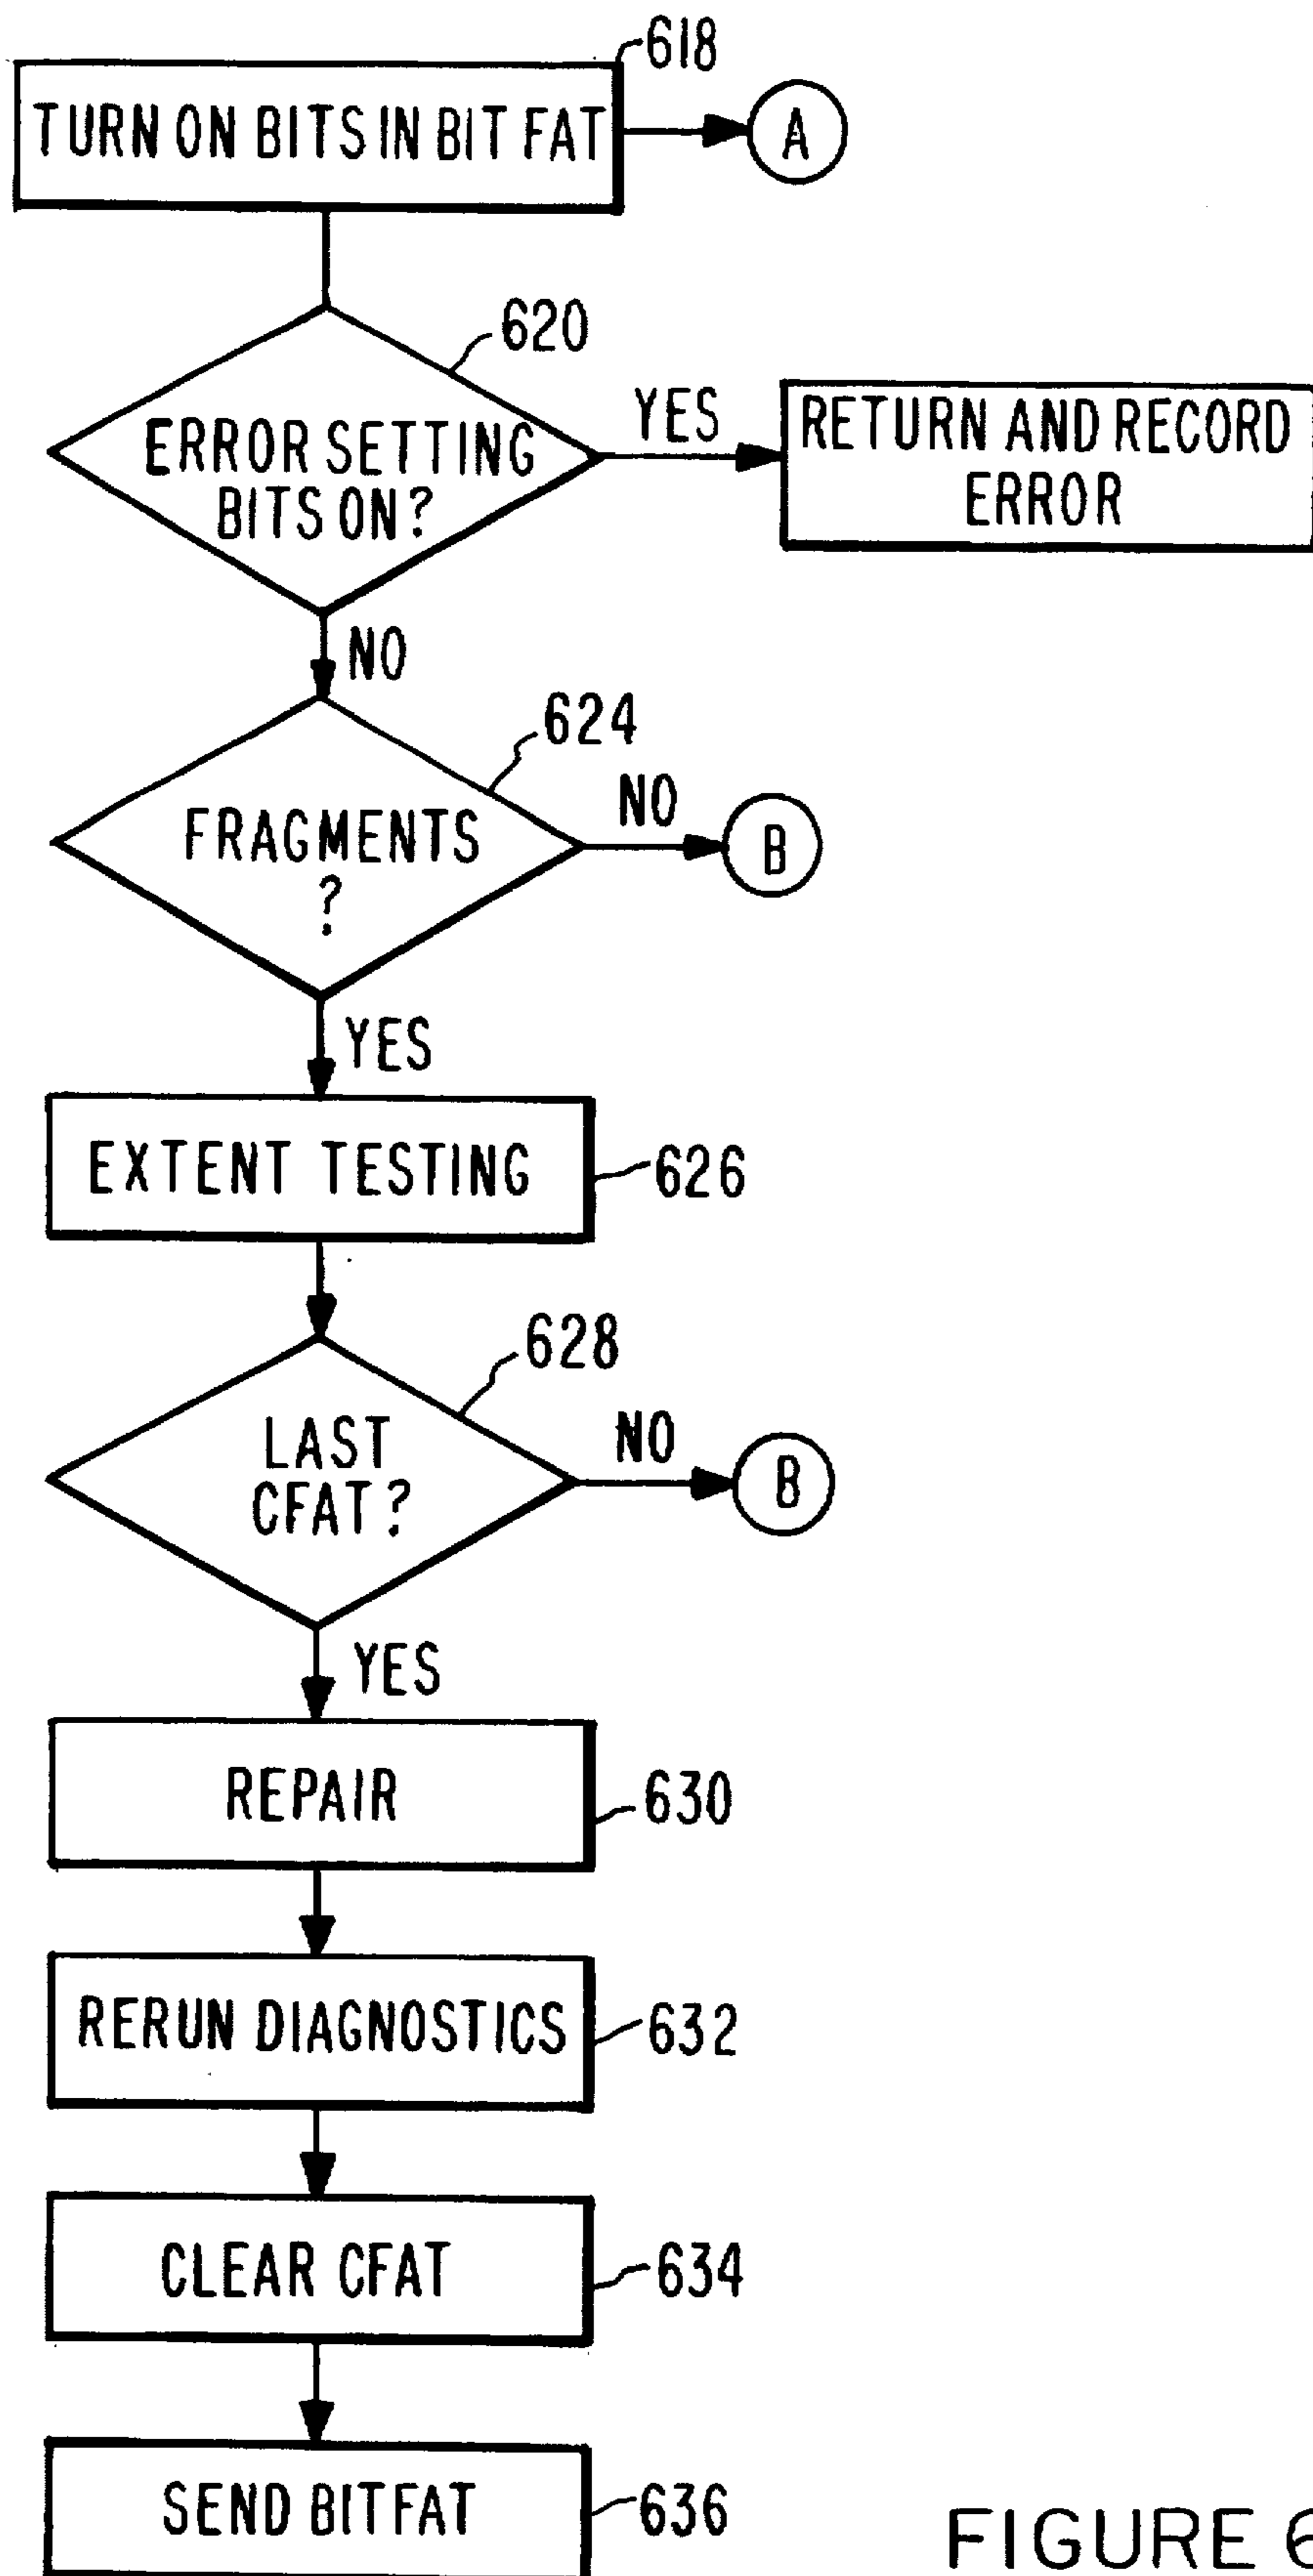 618
TURN ON BITS IN BIT FAT
A
620
ERROR SETTING
BITS ON?
YES
RETURN AND RECORD
ERROR
NO
624
FRAGMENTS
?
NO
B
YES
EXTENT TESTING
626
628
LAST
CFAT?
NO
B
YES
REPAIR
630
RERUN DIAGNOSTICS
632
CLEAR CFAT
634
SEND BITFAT
636
FIGURE 6